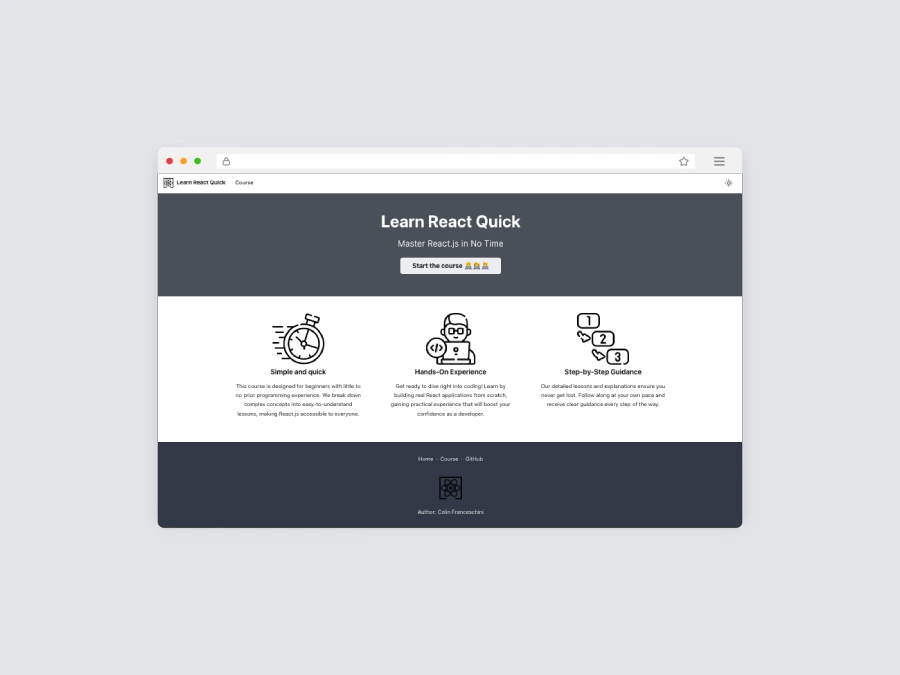 Learn React Quick Course
Learn React Quick
Master React.js in No Time
Start the course 👩‍💻👩‍💻👩‍💻
1
2
3
</>
Simple and quick
This course is designed for beginners with little to
no prior programming experience. We break down
complex concepts into easy-to-understand
lessons, making React.js accessible to everyone.
Hands-On Experience
Get ready to dive right into coding! Learn by
building real React applications from scratch,
gaining practical experience that will boost your
confidence as a developer.
Step-by-Step Guidance
Our detailed lessons and explanations ensure you
never get lost. Follow along at your own pace and
receive clear guidance every step of the way.
Home · Course · GitHub
Author: Colin Franceschini